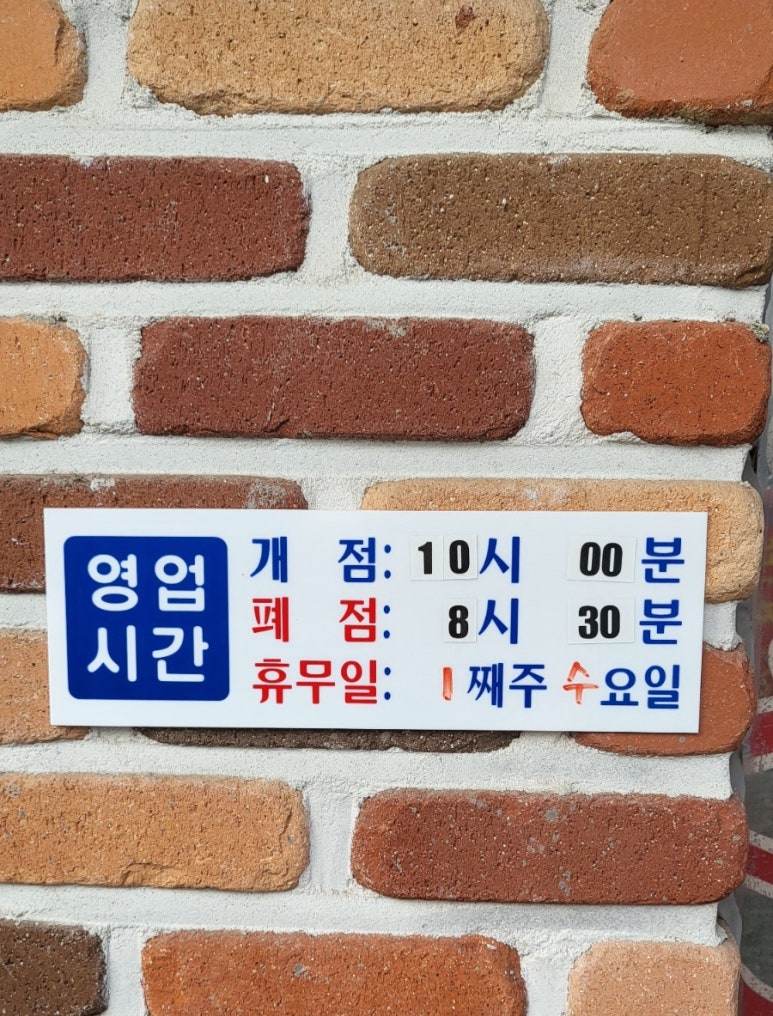 영업
시간
개 점: 10시 00분
폐 점: 8시 30분
휴무일: 1째주 수요일